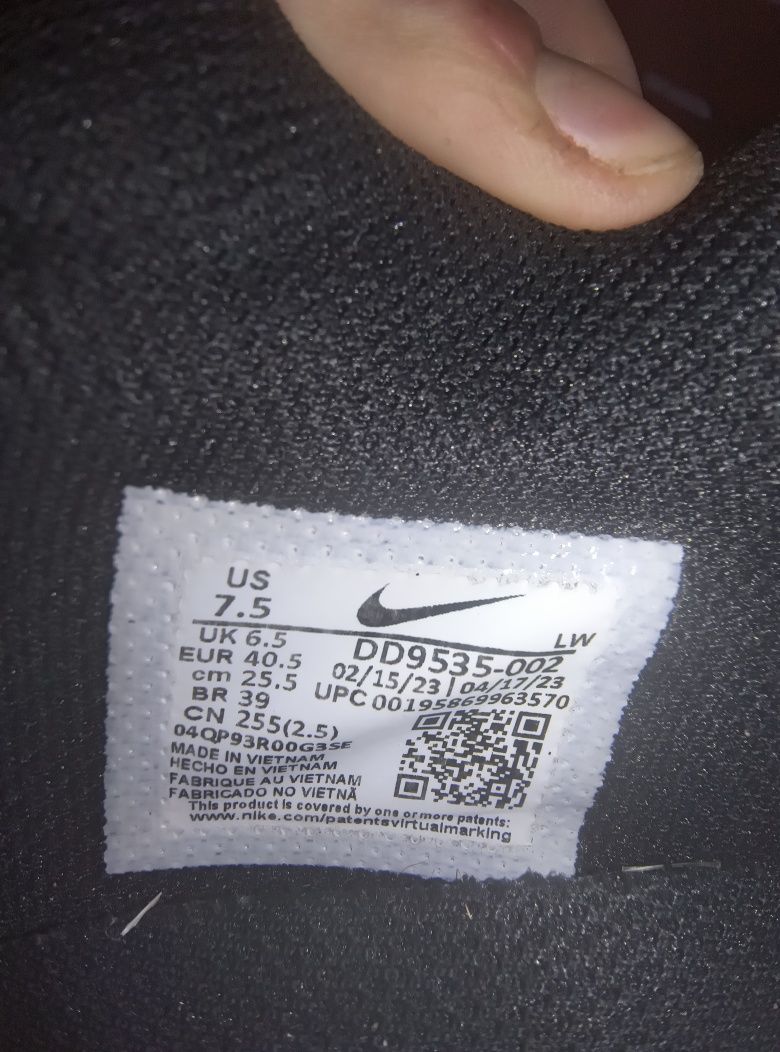 US
7.5
UK 6.5
EUR 40.5
cm 25.5
BR 39
CN 255(2.5)
LW
DD9535-002
02/15/23 | 04/17/23
UPC 00195869963570
04QP93R00G3SE
MADE IN VIETNAM
HECHO EN VIETNAM
FABRIQUE AU VIETNAM
FABRICADO NO VIETNÃ
This product is covered by one or more patents:
www.nike.com/patentsvirtualmarking